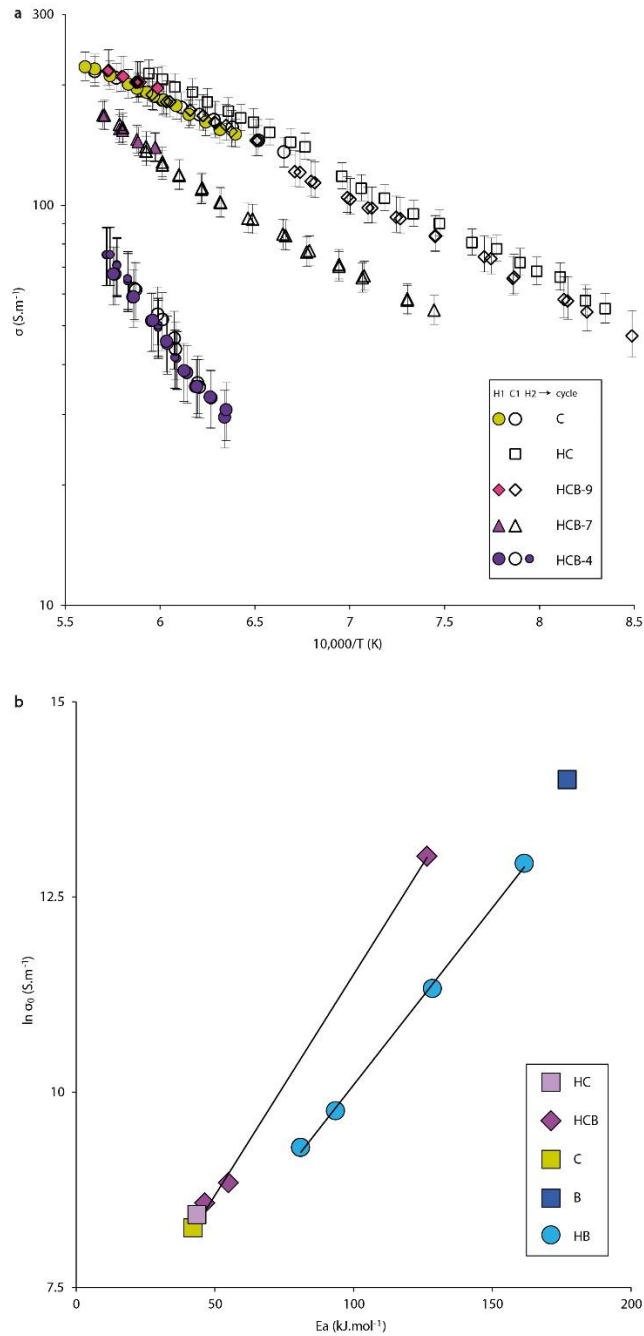 a
300
100
10
σ (S.m⁻¹)
5.5 6 6.5 7 7.5 8 8.5
10,000/T (K)
H1 C1 H2 → cycle
C
HC
HCB-9
HCB-7
HCB-4
b
15
12.5
10
7.5
ln σ₀ (S.m⁻¹)
0 50 100 150 200
Ea (kJ.mol⁻¹)
HC
HCB
C
B
HB